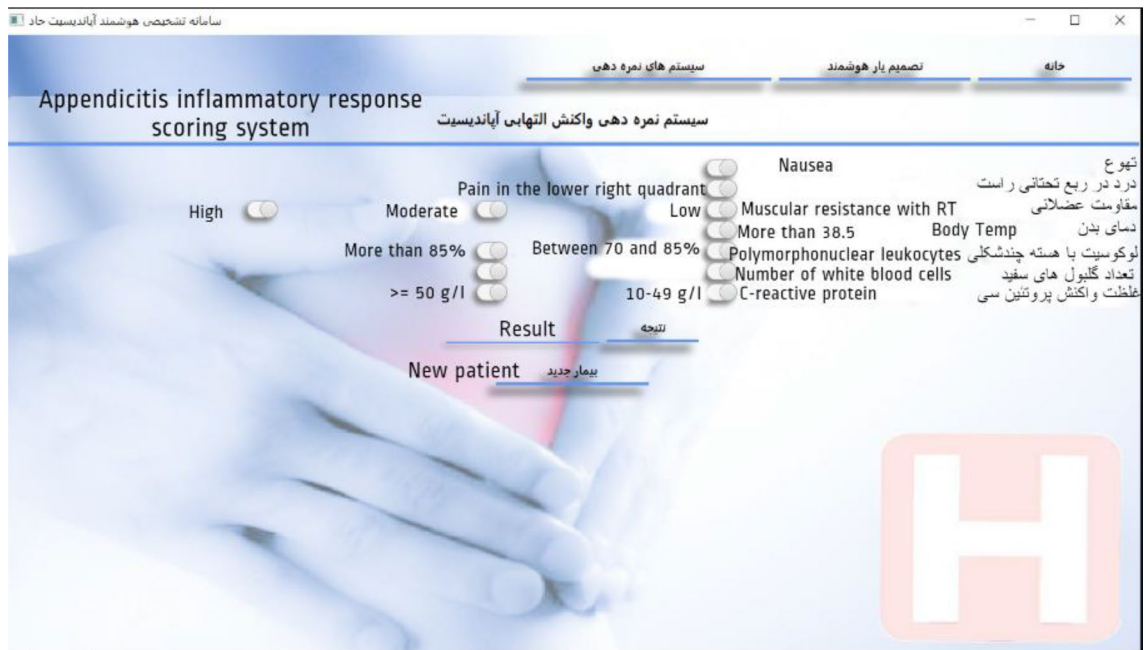 سامانه تشخیصی هوشمند آپاندیسیت حاد
خانه
تصمیم یار هوشمند
سیستم های نمره دهی
Appendicitis inflammatory response
scoring system
سیستم نمره دهی واکنش التهابی آپاندیسیت
تهوع Nausea
درد در ربع تحتانی راست Pain in the lower right quadrant
مقاومت عضلانی Muscular resistance with RT Low Moderate High
دمای بدن Body Temp More than 38.5
لوکوسیت با هسته چندشکلی Polymorphonuclear leukocytes Between 70 and 85% More than 85%
تعداد گلبول های سفید Number of white blood cells
غلظت واکنش پروتئین سی C-reactive protein 10-49 g/l >= 50 g/l
Result نتیجه
New patient بیمار جدید
H